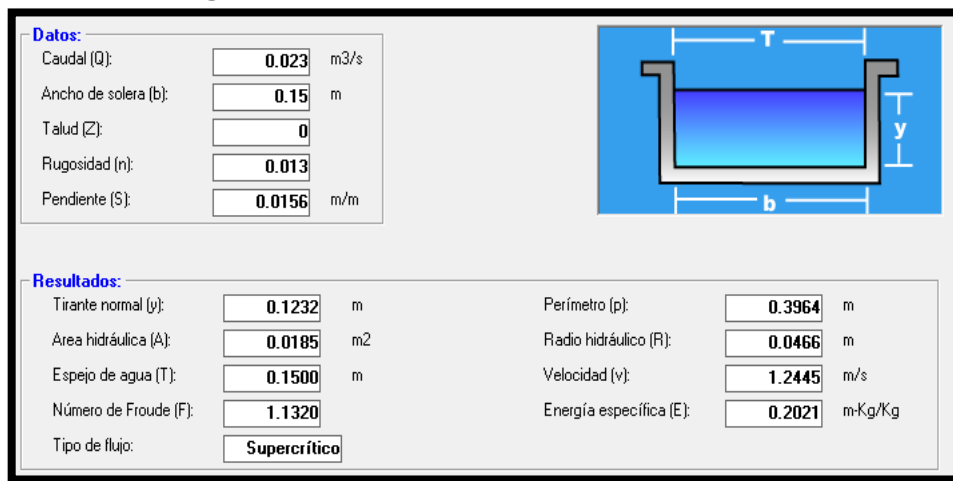 Datos:
Caudal (Q): 0.023 m3/s
Ancho de solera (b): 0.15 m
Talud (Z): 0
Rugosidad (n): 0.013
Pendiente (S): 0.0156 m/m
T
y
b
Resultados:
Tirante normal (y): 0.1232 m Perímetro (p): 0.3964 m
Area hidráulica (A): 0.0185 m2 Radio hidráulico (R): 0.0466 m
Espejo de agua (T): 0.1500 m Velocidad (v): 1.2445 m/s
Número de Froude (F): 1.1320 Energía específica (E): 0.2021 m-Kg/Kg
Tipo de flujo: Supercrítico